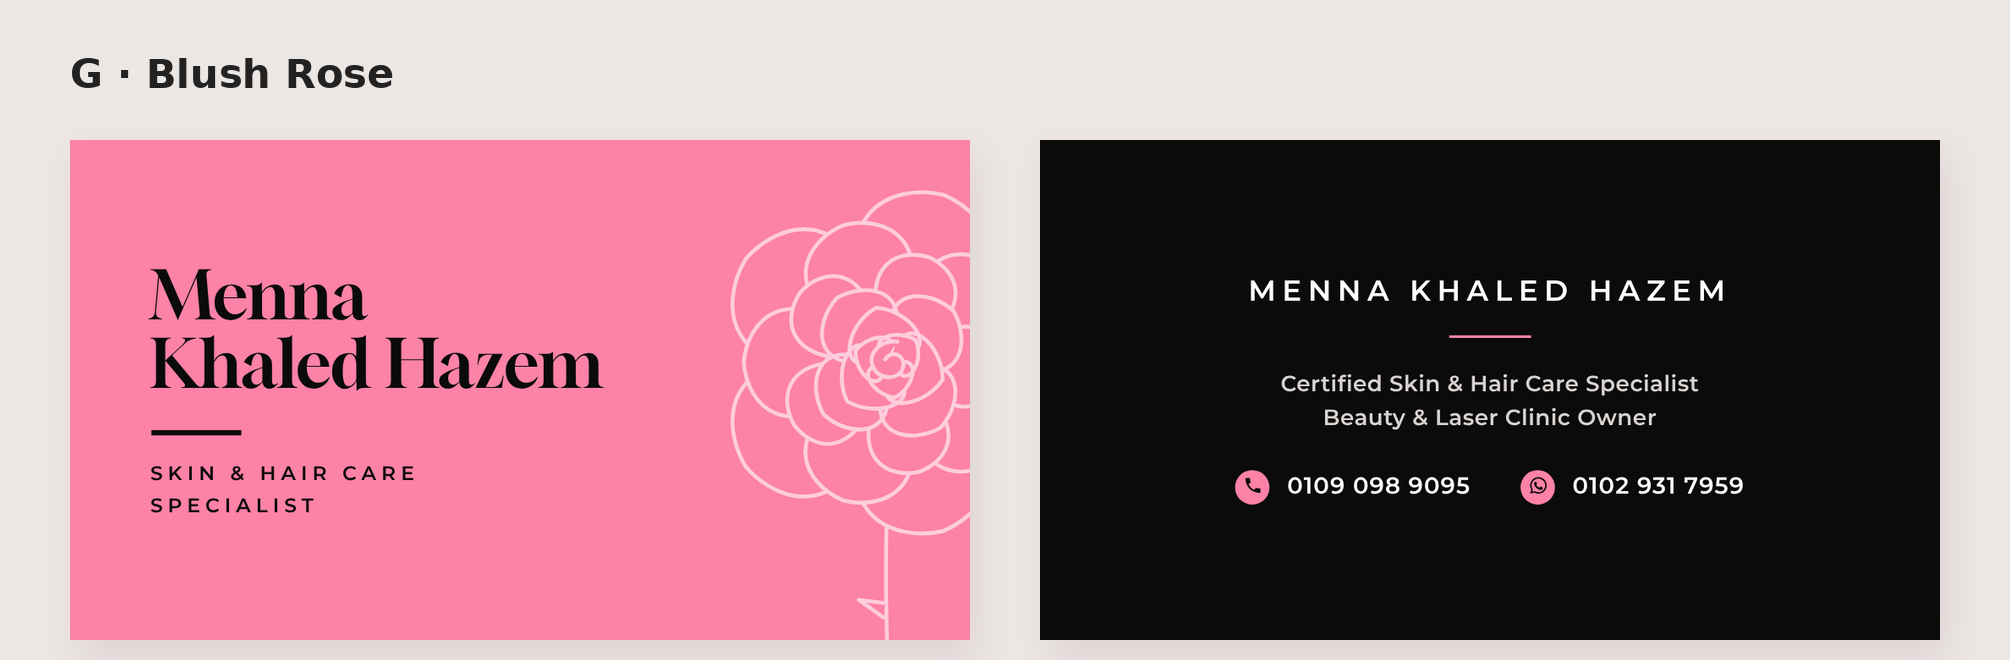 G · Blush Rose
Menna
Khaled Hazem
SKIN & HAIR CARE
SPECIALIST
MENNA KHALED HAZEM
Certified Skin & Hair Care Specialist
Beauty & Laser Clinic Owner
0109 098 9095
0102 931 7959